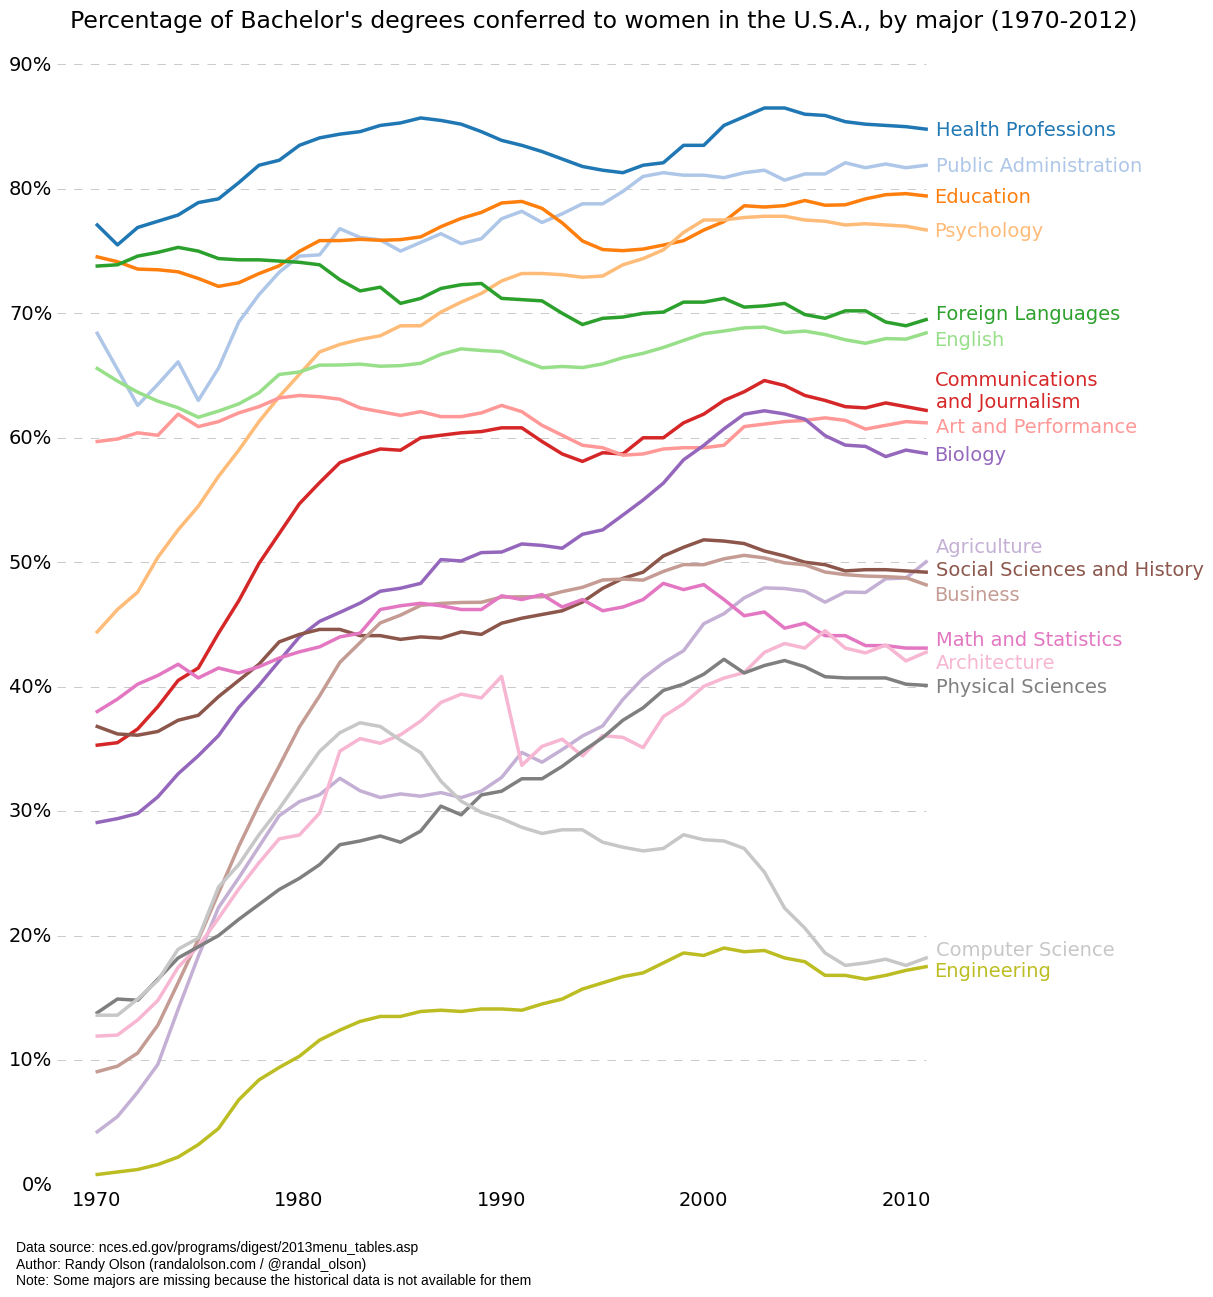 Percentage of Bachelor's degrees conferred to women in the U.S.A., by major (1970-2012)
90%
80%
70%
60%
50%
40%
30%
20%
10%
0%
Health Professions
Public Administration
Education
Psychology
Foreign Languages
English
Communications
and Journalism
Art and Performance
Biology
Agriculture
Social Sciences and History
Business
Math and Statistics
Architecture
Physical Sciences
Computer Science
Engineering
1970 1980 1990 2000 2010
Data source: nces.ed.gov/programs/digest/2013menu_tables.asp
Author: Randy Olson (randalolson.com / @randal_olson)
Note: Some majors are missing because the historical data is not available for them